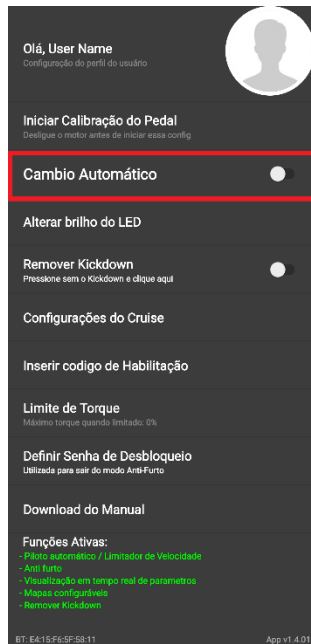 Olá, User Name
Configuração do perfil do usuário
Iniciar Calibração do Pedal
Desligue o motor antes de iniciar essa config
Cambio Automático
Alterar brilho do LED
Remover Kickdown
Pressione sem o Kickdown e clique aqui
Configurações do Cruise
Inserir codigo de Habilitação
Limite de Torque
Máximo torque quando limitado: 0%
Definir Senha de Desbloqueio
Utilizada para sair do modo Anti-Furto
Download do Manual
Funções Ativas:
- Piloto automático / Limitador de Velocidade
- Anti furto
- Visualização em tempo real de parametros
- Mapas configuráveis
- Remover Kickdown
BT: E4:15:F6:5F:58:11 App v1.4.01